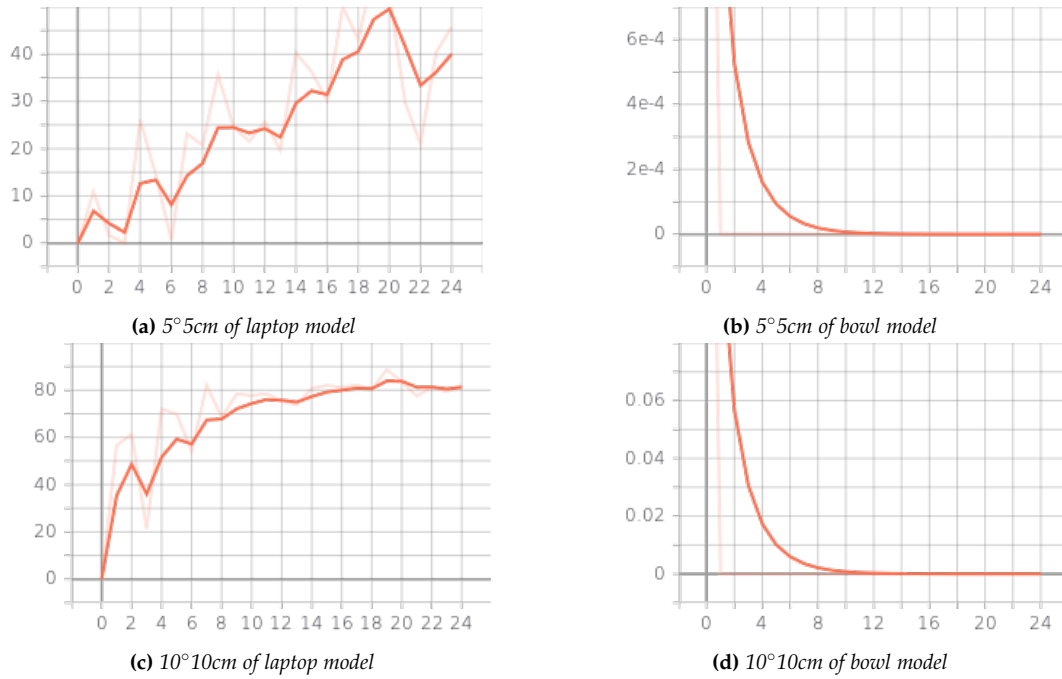 40
30
20
10
0
0 2 4 6 8 10 12 14 16 18 20 22 24
(a) 5°5cm of laptop model
6e-4
4e-4
2e-4
0
0 4 8 12 16 20 24
(b) 5°5cm of bowl model
80
60
40
20
0
0 2 4 6 8 10 12 14 16 18 20 22 24
(c) 10°10cm of laptop model
0.06
0.04
0.02
0
0 4 8 12 16 20 24
(d) 10°10cm of bowl model